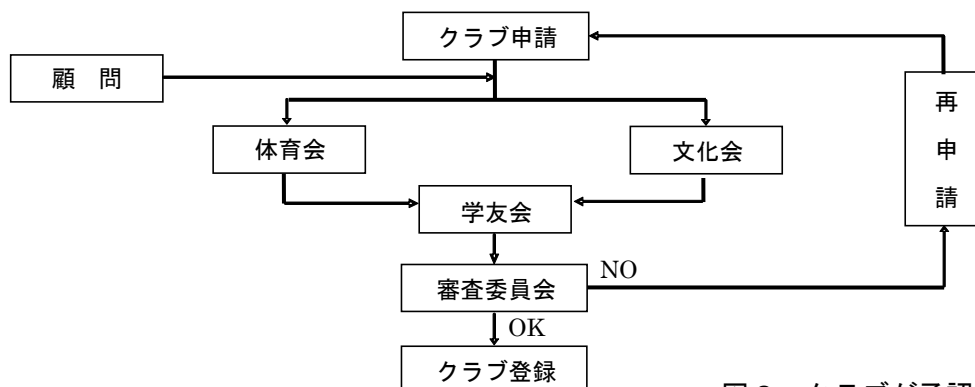 クラブ申請
顧 問
再申請
体育会
文化会
学友会
審査委員会
NO
OK
クラブ登録